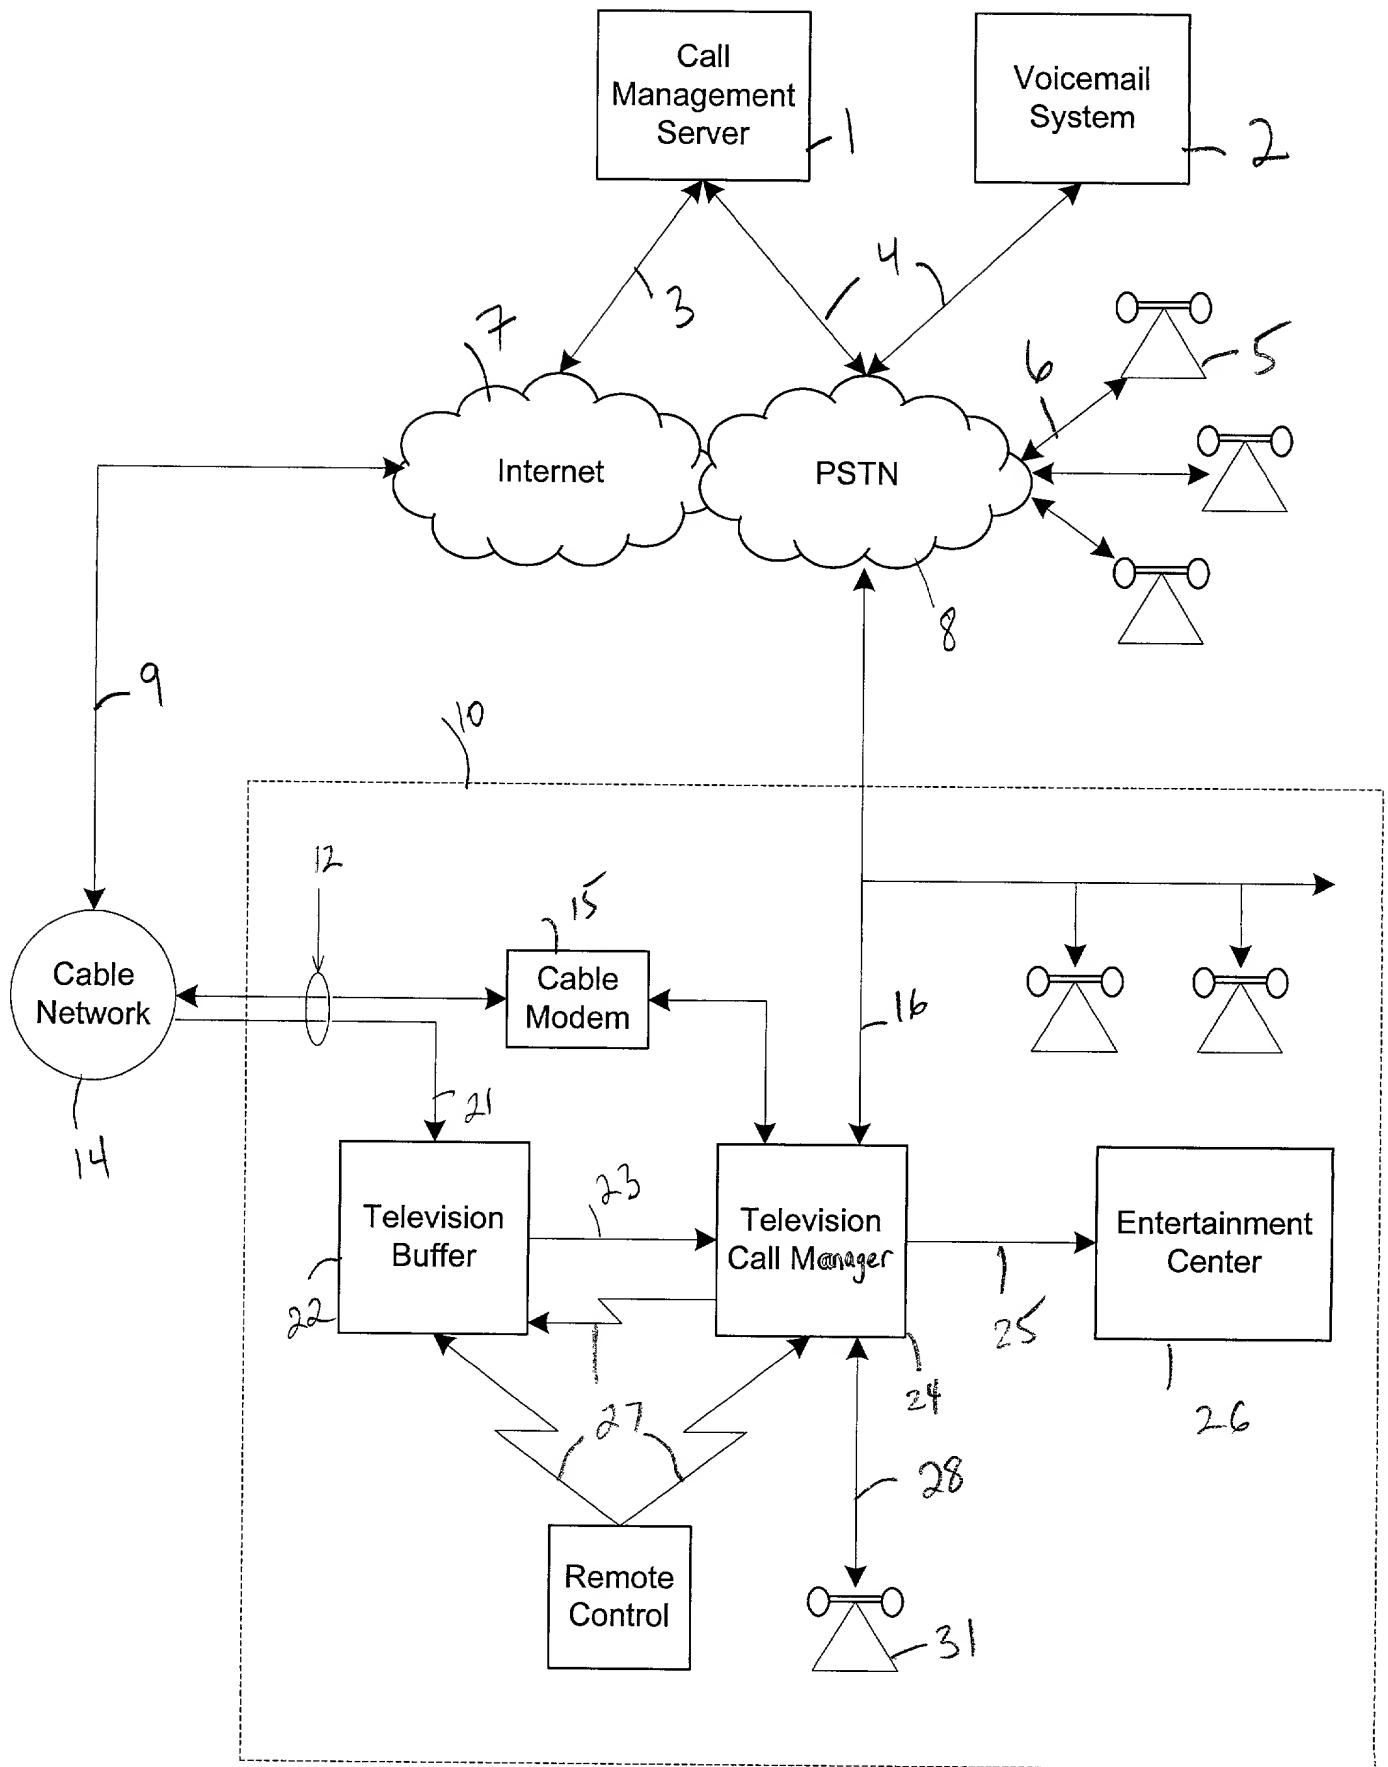 Call
Management
Server
1
Voicemail
System
2
3
4
7
6
5
Internet
PSTN
8
9
10
12
15
Cable
Network
Cable
Modem
16
14
21
23
Television
Buffer
Television
Call Manager
Entertainment
Center
22
25
24
26
27
28
Remote
Control
31